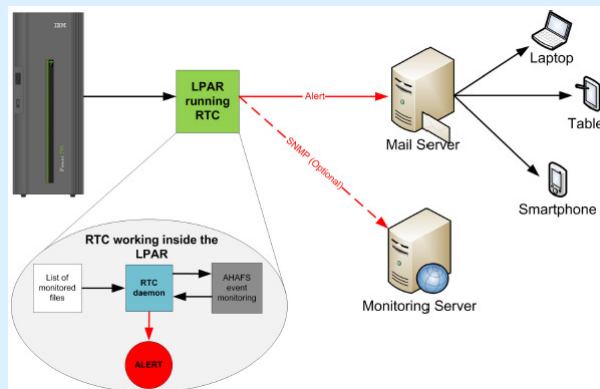 IBM
LPAR
running
RTC
Alert
SNMP (Optional)
Mail Server
Laptop
Table
Smartphone
Monitoring Server
RTC working inside the
LPAR
List of
monitored
files
RTC
daemon
AHAFS
event
monitoring
ALERT